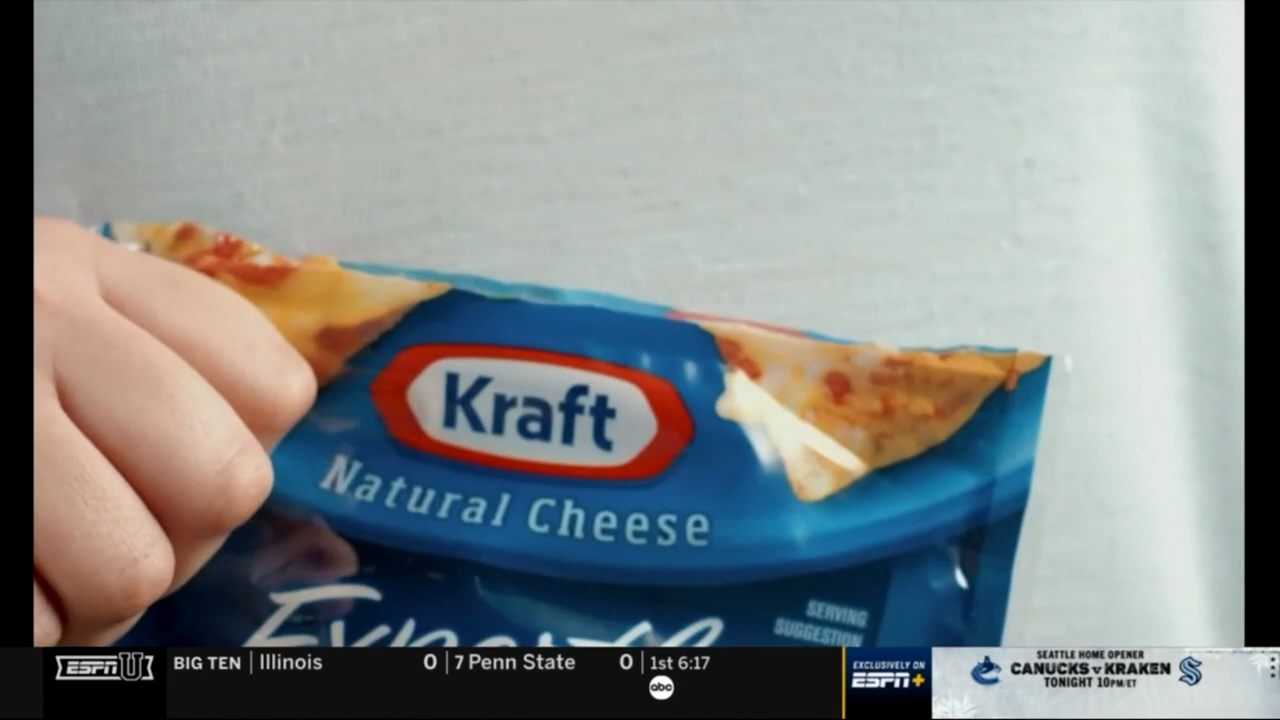 Kraft
Natural Cheese
SERVING
SUGGESTION
ESPNU
BIG TEN
Illinois 0
7 Penn State 0
1st 6:17
abc
EXCLUSIVELY ON
ESPN+
SEATTLE HOME OPENER
CANUCKS v KRAKEN
TONIGHT 10PM/ET